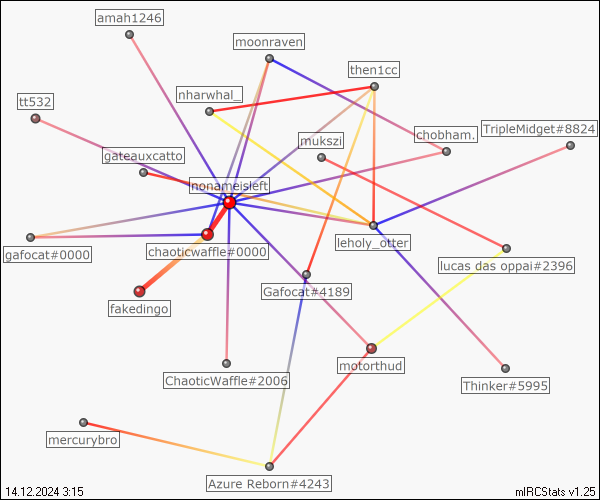 amah1246
moonraven
then1cc
nharwhal_
tt532
chobham.
TripleMidget#8824
mukszi
gateauxcatto
nonameisleft
leholy_otter
gafocat#0000
chaoticwaffle#0000
lucas das oppai#2396
Gafocat#4189
fakedingo
motorthud
ChaoticWaffle#2006
Thinker#5995
mercurybro
Azure Reborn#4243
14.12.2024 3:15
mIRCStats v1.25